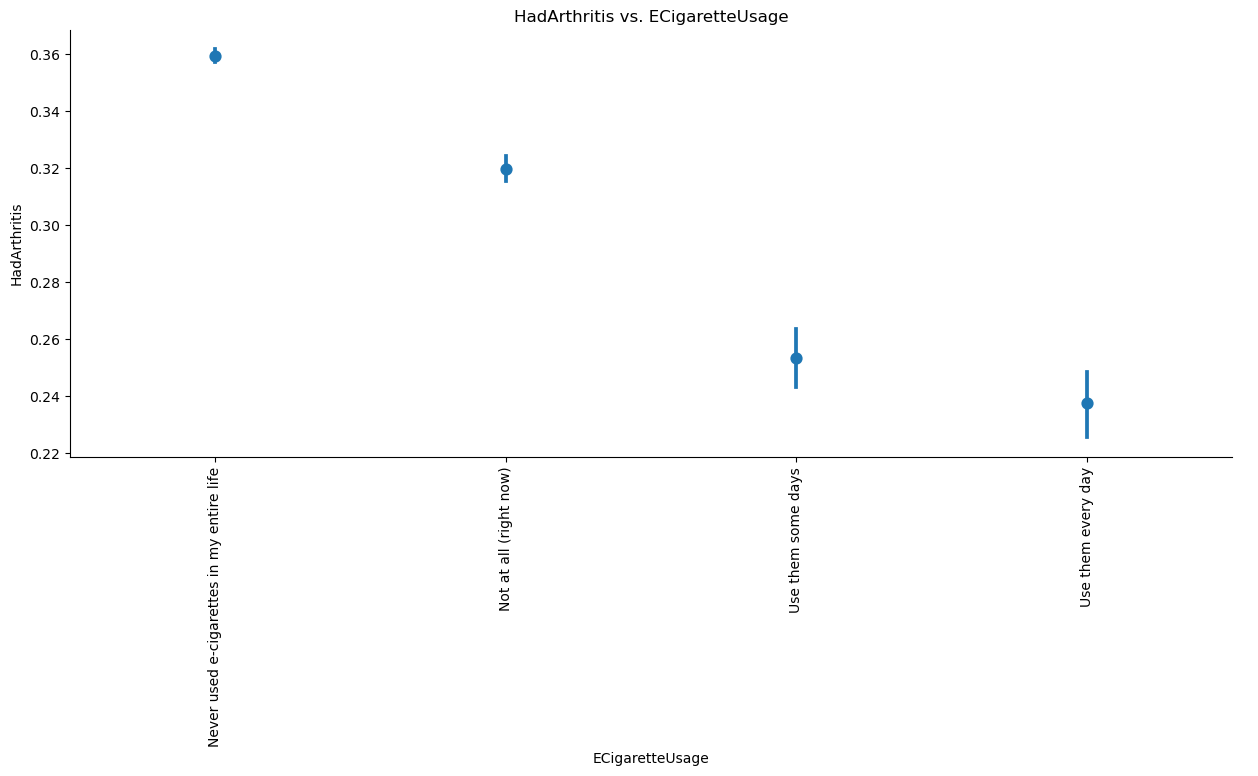 HadArthritis vs. ECigaretteUsage
0.36
0.34
0.32
0.30
0.28
0.26
0.24
0.22
HadArthritis
Never used e-cigarettes in my entire life
Not at all (right now)
Use them some days
Use them every day
ECigaretteUsage